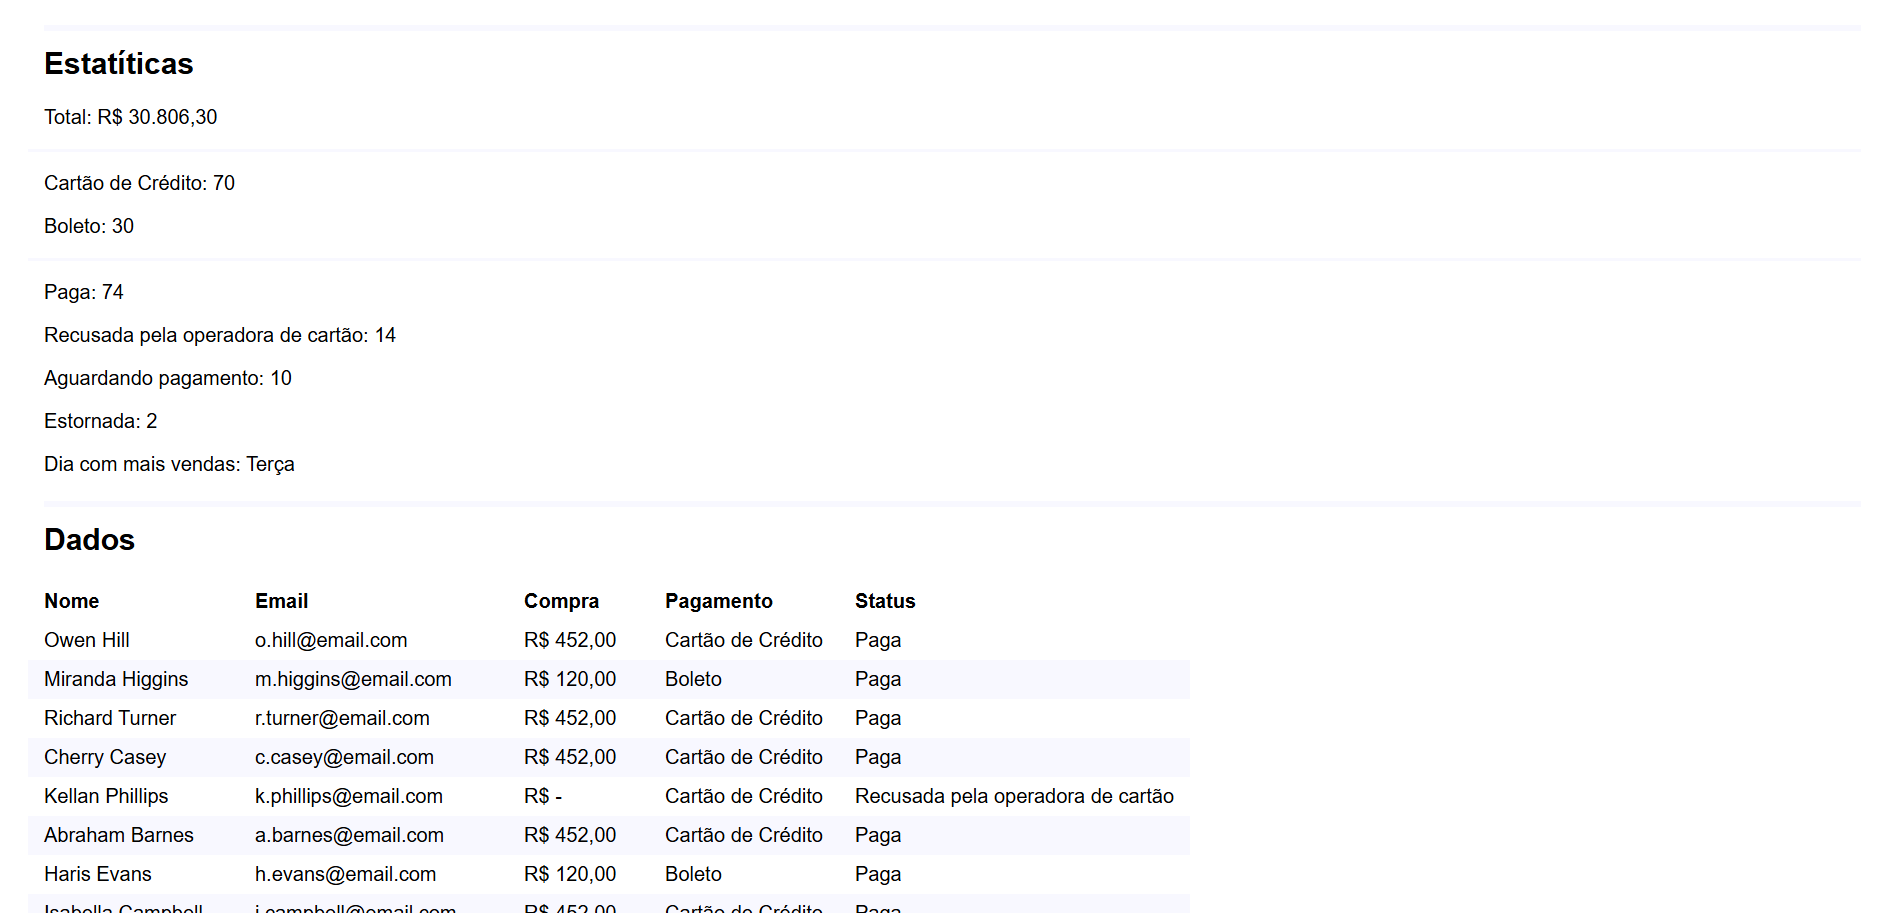 Estatíticas
Total: R$ 30.806,30
Cartão de Crédito: 70
Boleto: 30
Paga: 74
Recusada pela operadora de cartão: 14
Aguardando pagamento: 10
Estornada: 2
Dia com mais vendas: Terça
Dados
Nome Email Compra Pagamento Status
Owen Hill o.hill@email.com R$ 452,00 Cartão de Crédito Paga
Miranda Higgins m.higgins@email.com R$ 120,00 Boleto Paga
Richard Turner r.turner@email.com R$ 452,00 Cartão de Crédito Paga
Cherry Casey c.casey@email.com R$ 452,00 Cartão de Crédito Paga
Kellan Phillips k.phillips@email.com R$ - Cartão de Crédito Recusada pela operadora de cartão
Abraham Barnes a.barnes@email.com R$ 452,00 Cartão de Crédito Paga
Haris Evans h.evans@email.com R$ 120,00 Boleto Paga
Isabella Campbell i.campbell@email.com R$ 452,00 Cartão de Crédito Paga